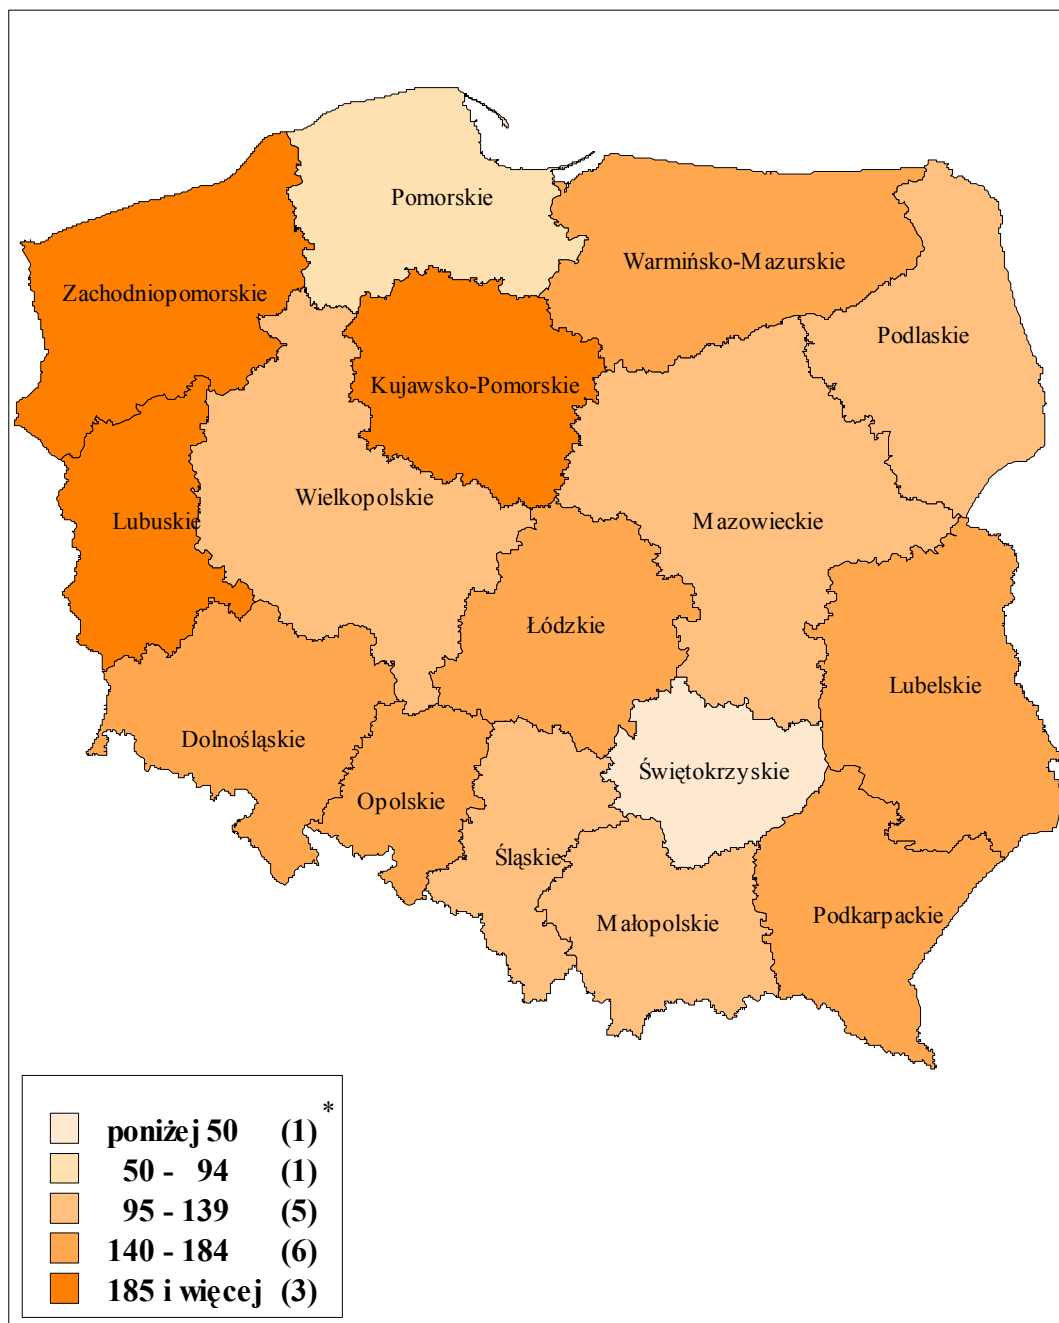 Pomorskie
Warmińsko-Mazurskie
Zachodniopomorskie
Podlaskie
Kujawsko-Pomorskie
Wielkopolskie
Lubuskie
Mazowieckie
Łódzkie
Lubelskie
Dolnośląskie
Świętokrzyskie
Opolskie
Śląskie
Podkarpackie
Małopolskie
poniżej 50 (1)*
50 - 94 (1)
95 - 139 (5)
140 - 184 (6)
185 i więcej (3)